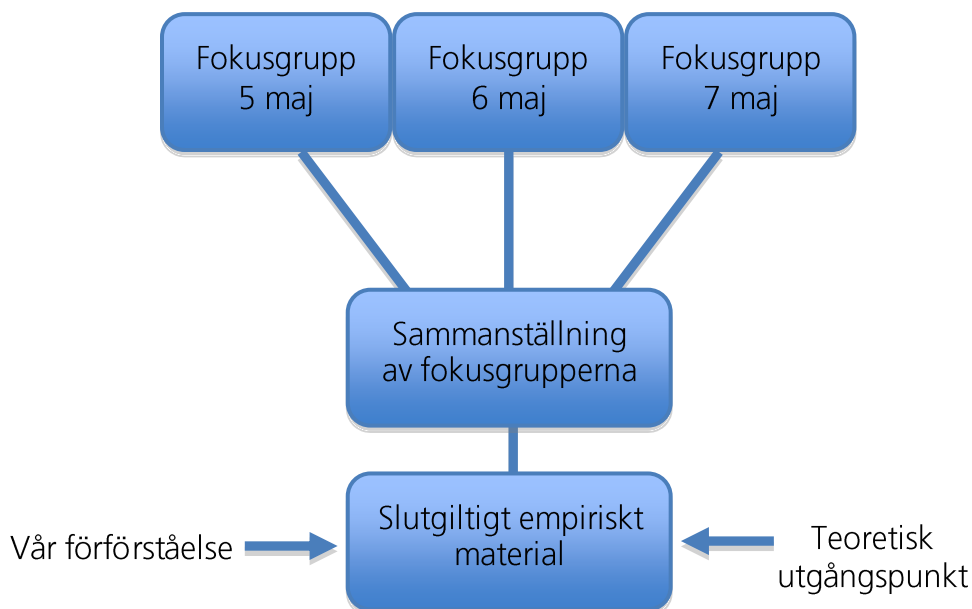 Fokusgrupp
5 maj
Fokusgrupp
6 maj
Fokusgrupp
7 maj
Sammanställning
av fokusgrupperna
Slutgiltigt empiriskt
material
Vår förförståelse
Teoretisk
utgångspunkt